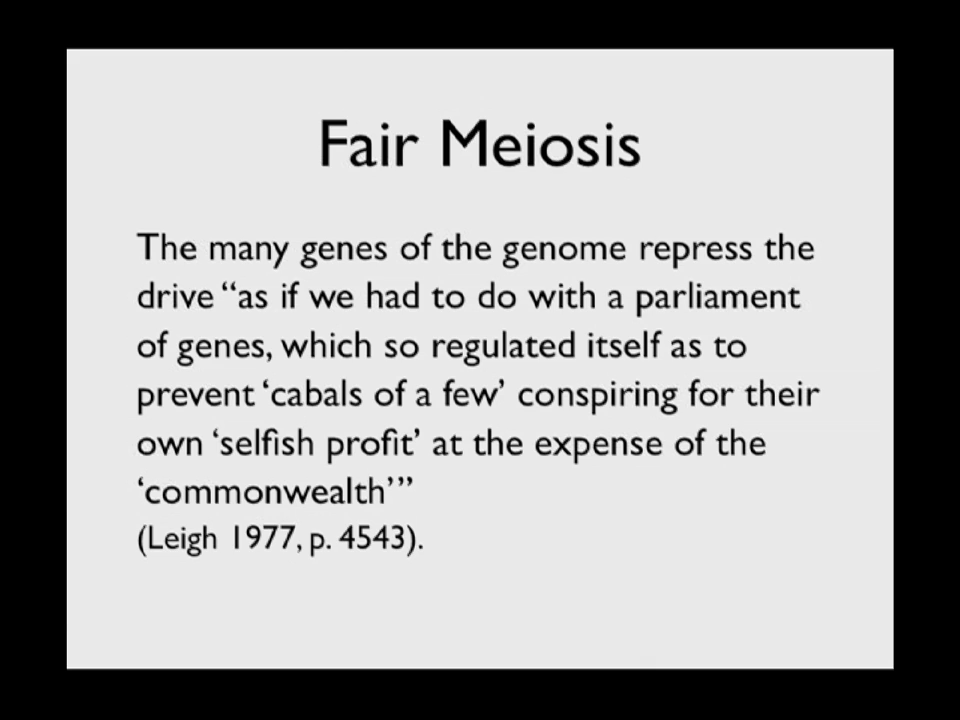 Fair Meiosis
The many genes of the genome repress the
drive “as if we had to do with a parliament
of genes, which so regulated itself as to
prevent ‘cabals of a few’ conspiring for their
own ‘selfish profit’ at the expense of the
‘commonwealth’”
(Leigh 1977, p. 4543).